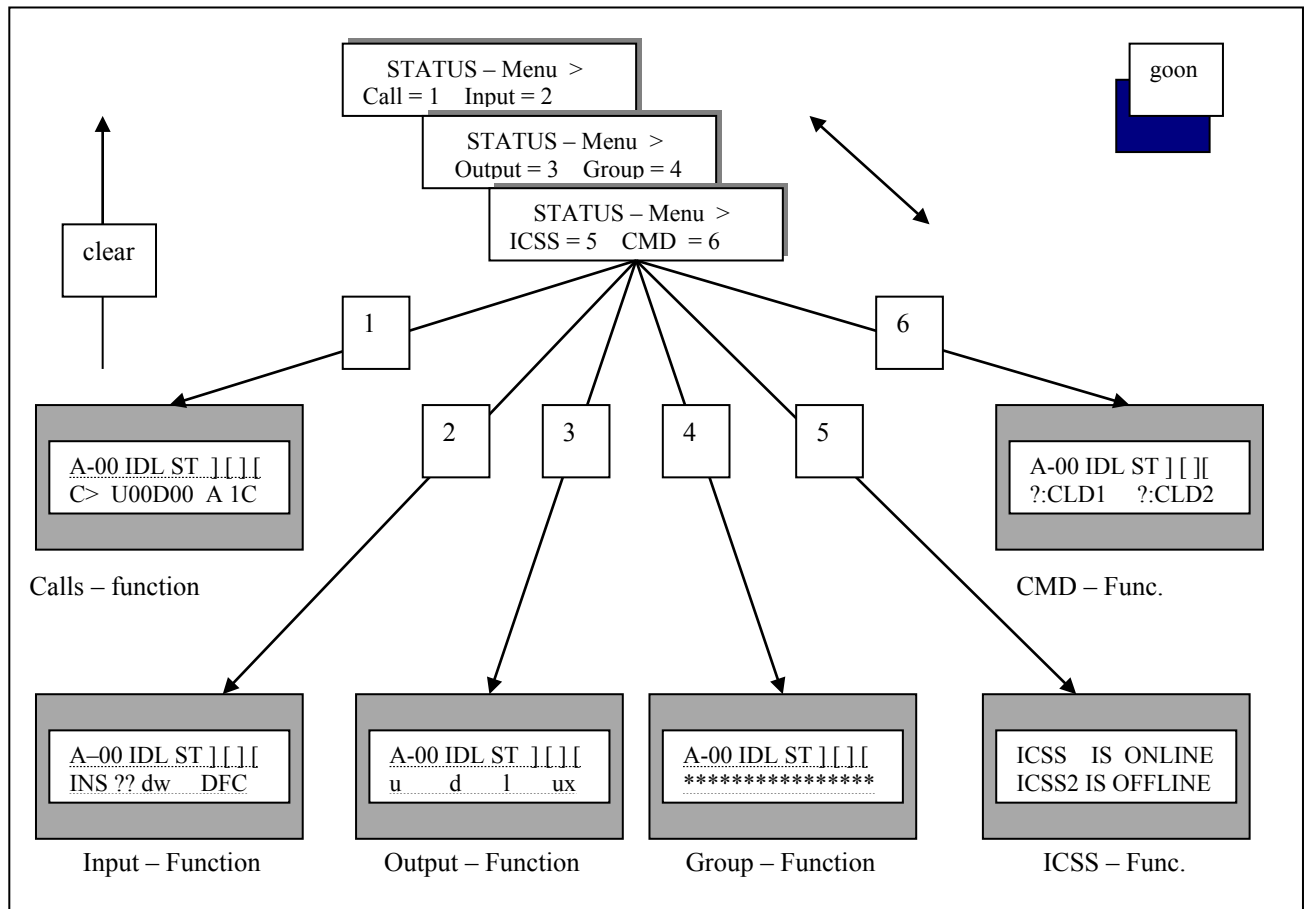 STATUS – Menu >
Call = 1 Input = 2
goon
STATUS – Menu >
Output = 3 Group = 4
STATUS – Menu >
ICSS = 5 CMD = 6
clear
1
6
2
3
4
5
A-00 IDL ST ] [ ] [
C> U00D00 A 1C
A-00 IDL ST ] [ ][
?:CLD1 ?:CLD2
Calls – function
CMD – Func.
A–00 IDL ST ] [ ] [
INS ?? dw DFC
A-00 IDL ST ] [ ] [
u d l ux
A-00 IDL ST ] [ ] [
****************
ICSS IS ONLINE
ICSS2 IS OFFLINE
Input – Function
Output – Function
Group – Function
ICSS – Func.